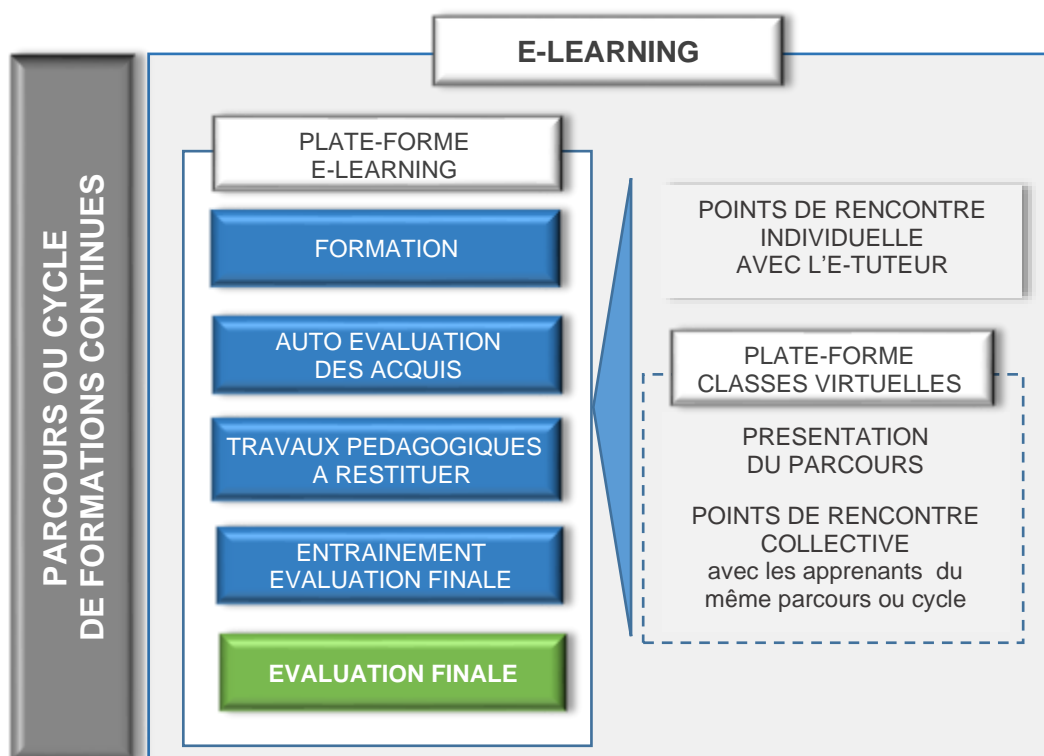 E-LEARNING
PARCOURS OU CYCLE
DE FORMATIONS CONTINUES
PLATE-FORME
E-LEARNING
FORMATION
AUTO EVALUATION
DES ACQUIS
TRAVAUX PEDAGOGIQUES
A RESTITUER
ENTRAINEMENT
EVALUATION FINALE
EVALUATION FINALE
POINTS DE RENCONTRE
INDIVIDUELLE
AVEC L'E-TUTEUR
PLATE-FORME
CLASSES VIRTUELLES
PRESENTATION
DU PARCOURS
POINTS DE RENCONTRE
COLLECTIVE
avec les apprenants du
même parcours ou cycle